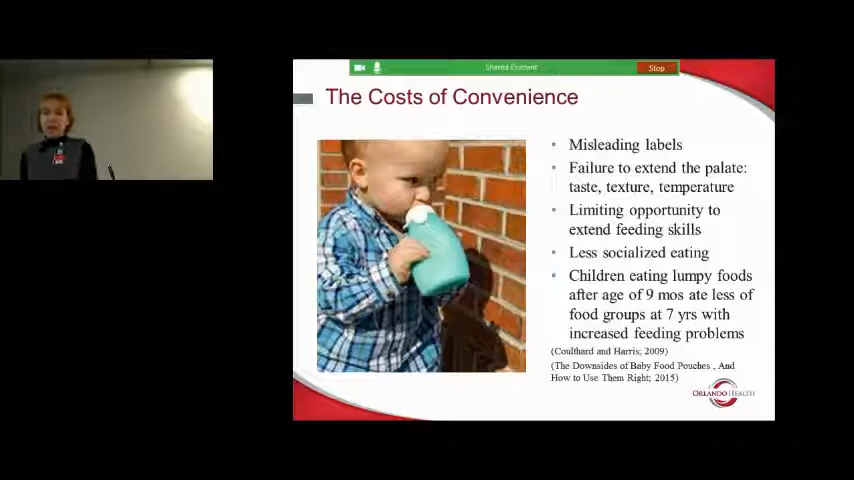 Shared Content
Stop
The Costs of Convenience
• Misleading labels
• Failure to extend the palate:
taste, texture, temperature
• Limiting opportunity to
extend feeding skills
• Less socialized eating
• Children eating lumpy foods
after age of 9 mos ate less of
food groups at 7 yrs with
increased feeding problems
(Coulthard and Harris; 2009)
(The Downsides of Baby Food Pouches , And
How to Use Them Right; 2015)
ORLANDO HEALTH